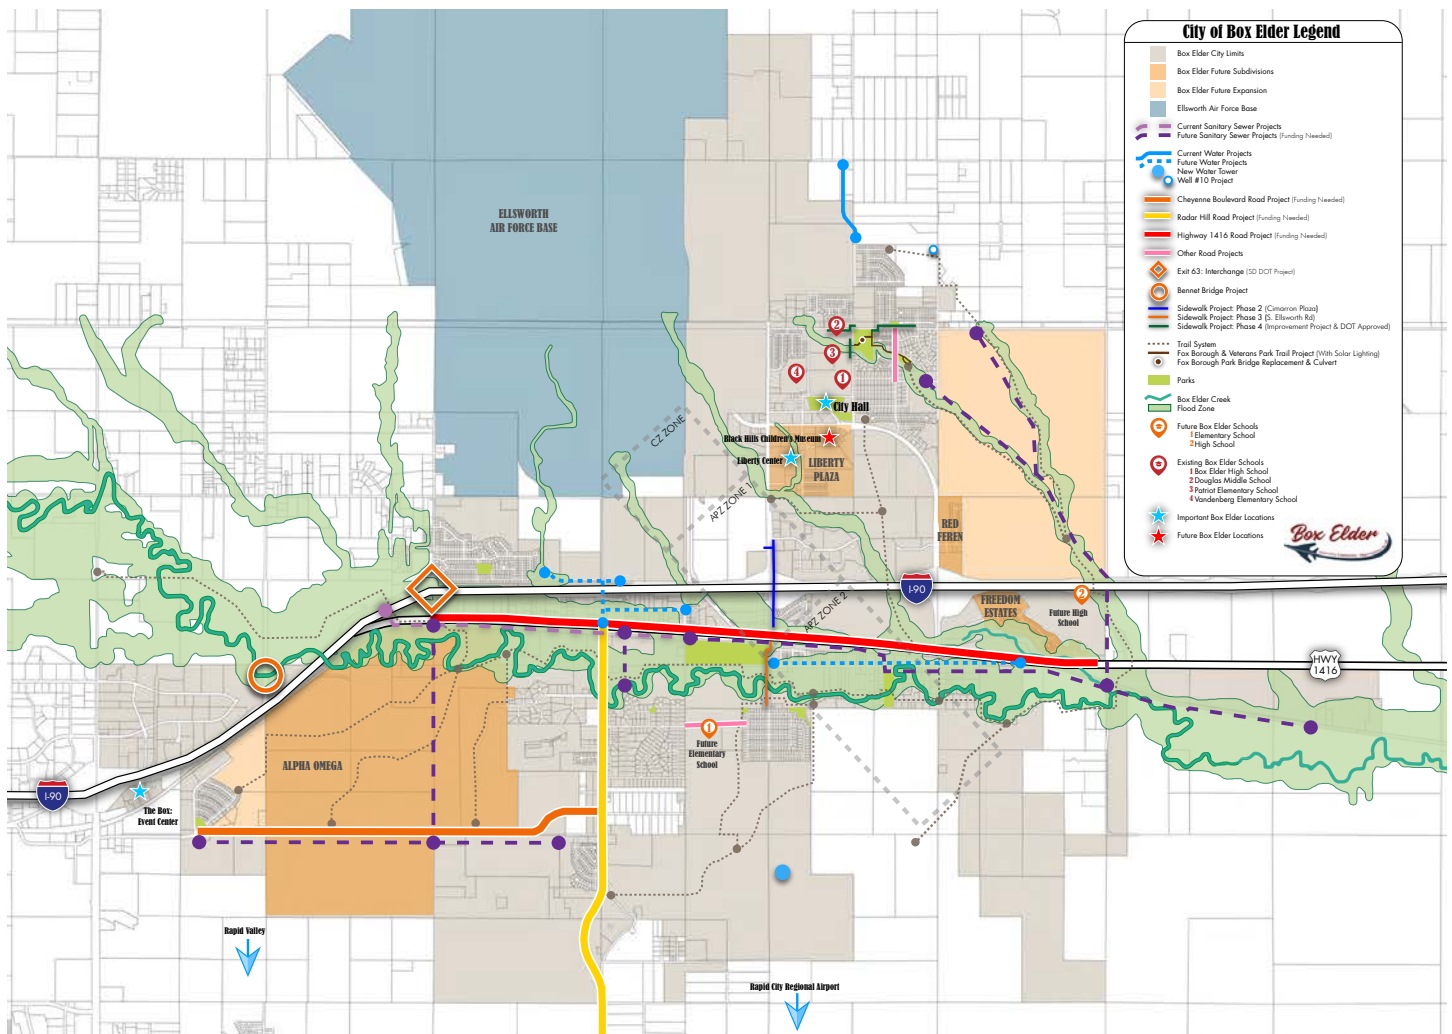 City of Box Elder Legend
Box Elder City Limits
Box Elder Future Subdivisions
Box Elder Future Expansion
Ellsworth Air Force Base
Current Sanitary Sewer Projects
Future Sanitary Sewer Projects (Funding Needed)
Current Water Projects
Future Water Projects
New Water Tower
Well #10 Project
Cheyenne Boulevard Road Project (Funding Needed)
Radar Hill Road Project (Funding Needed)
Highway 1416 Road Project (Funding Needed)
Other Road Projects
Exit 63: Interchange (SD DOT Project)
Bennet Bridge Project
Sidewalk Project: Phase 2 (Cimarron Plaza)
Sidewalk Project: Phase 3 (S. Ellsworth Rd)
Sidewalk Project: Phase 4 (Improvement Project & DOT Approved)
Trail System
Fox Borough & Veterans Park Trail Project (With Solar Lighting)
Fox Borough Park Bridge Replacement & Culvert
Parks
Box Elder Creek
Flood Zone
Future Box Elder Schools
1 Elementary School
2 High School
Existing Box Elder Schools
1 Box Elder High School
2 Douglas Middle School
3 Patriot Elementary School
4 Vandenberg Elementary School
Important Box Elder Locations
Future Box Elder Locations
Box Elder
ELLSWORTH
AIR FORCE BASE
2
3
4
1
City Hall
CZ ZONE
Black Hills Children's Museum
Liberty Center
LIBERTY
PLAZA
APZ ZONE 1
RED
FEREN
I-90
APZ ZONE 2
FREEDOM
ESTATES
2
Future High
School
HWY
1416
1
Future
Elementary
School
ALPHA OMEGA
I-90
The Box:
Event Center
Rapid Valley
Rapid City Regional Airport